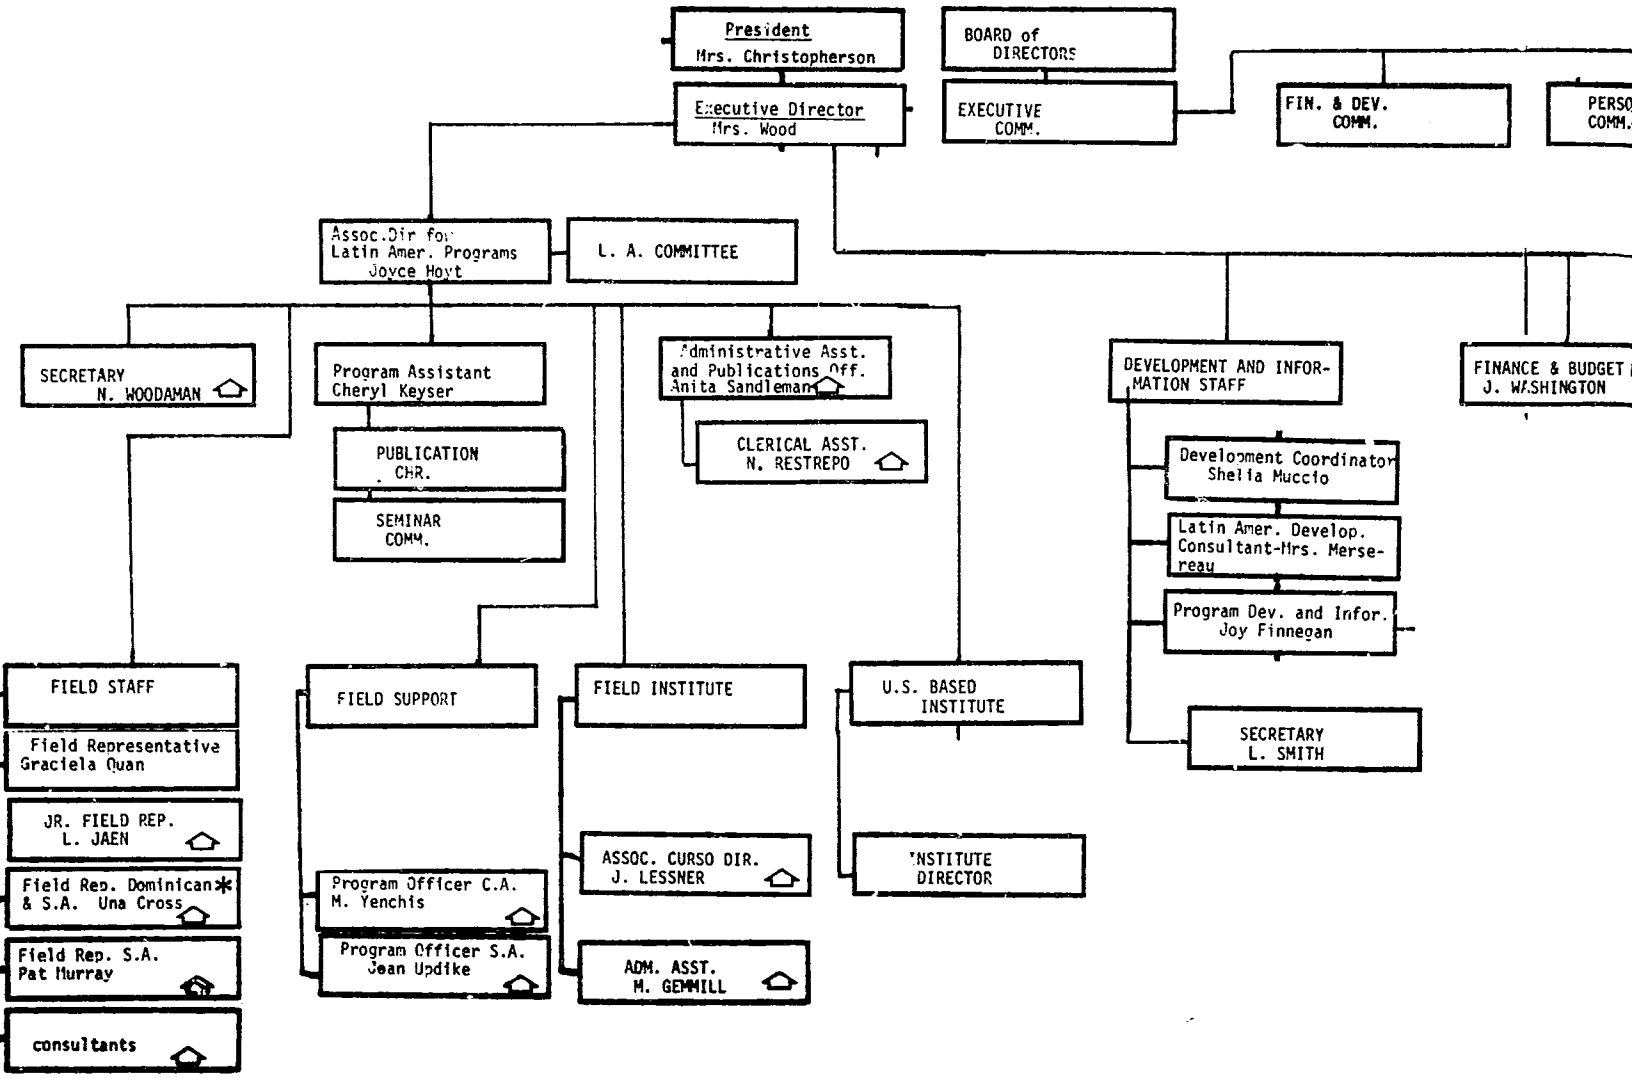 President
Mrs. Christopherson
BOARD of
DIRECTORS
Executive Director
Mrs. Wood
EXECUTIVE
COMM.
FIN. & DEV.
COMM.
PERSO
COMM.
Assoc.Dir for
Latin Amer. Programs
Joyce Hoyt
L. A. COMMITTEE
SECRETARY
N. WOODAMAN
Program Assistant
Cheryl Keyser
Administrative Asst.
and Publications Off.
Anita Sandleman
DEVELOPMENT AND INFOR-
MATION STAFF
FINANCE & BUDGET
J. WASHINGTON
PUBLICATION
CHR.
CLERICAL ASST.
N. RESTREPO
SEMINAR
COMM.
Development Coordinator
Shelia Muccio
Latin Amer. Develop.
Consultant-Mrs. Merse-
reau
Program Dev. and Infor.
Joy Finnegan
FIELD STAFF
FIELD SUPPORT
FIELD INSTITUTE
U.S. BASED
INSTITUTE
SECRETARY
L. SMITH
Field Representative
Graciela Quan
JR. FIELD REP.
L. JAEN
Field Rep. Dominican*
& S.A. Una Cross
Field Rep. S.A.
Pat Murray
consultants
Program Officer C.A.
M. Yenchis
Program Officer S.A.
Jean Updike
ASSOC. CURSO DIR.
J. LESSNER
ADM. ASST.
M. GEMMILL
INSTITUTE
DIRECTOR